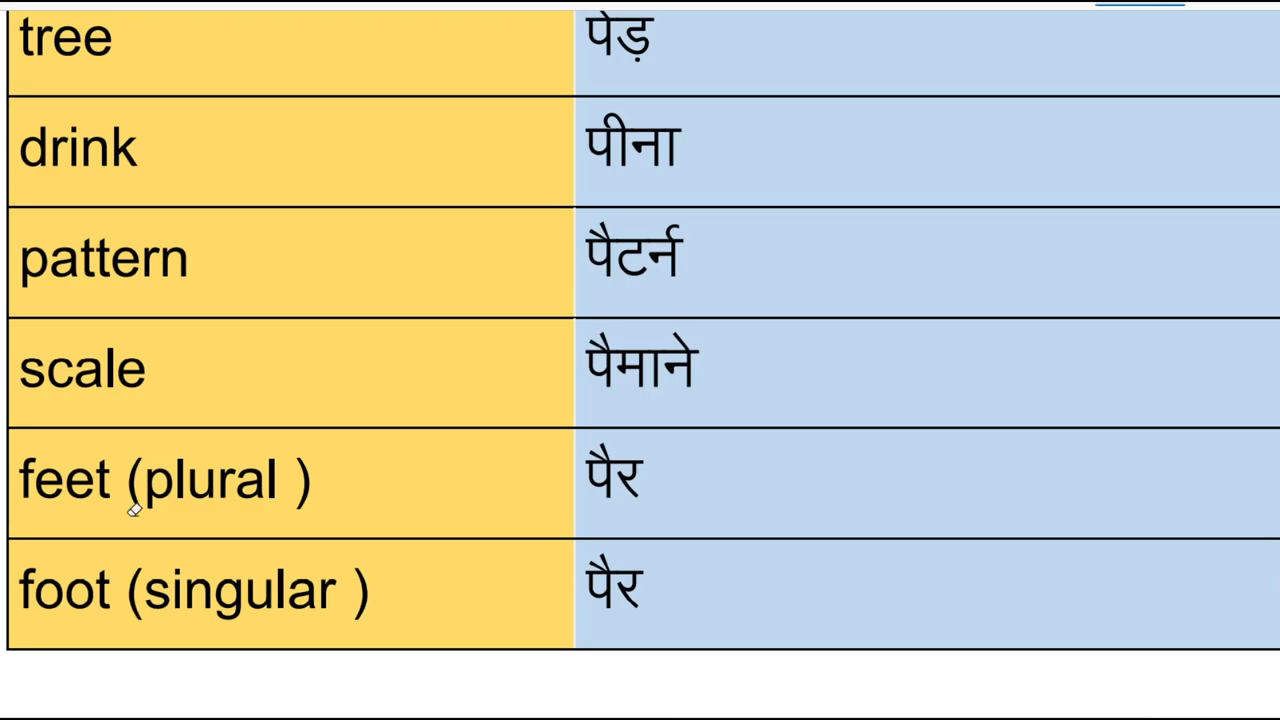 tree पेड़
drink पीना
pattern पैटर्न
scale पैमाने
feet (plural ) पैर
foot (singular ) पैर